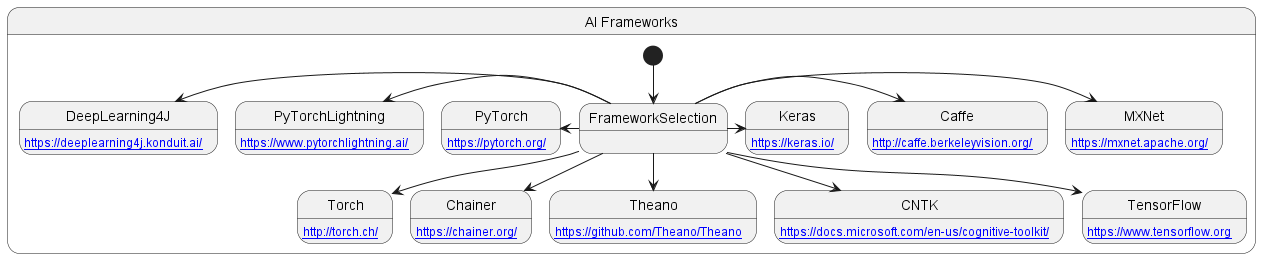 AI Frameworks
DeepLearning4J
https://deeplearning4j.konduit.ai/
PyTorchLightning
https://www.pytorchlightning.ai/
PyTorch
https://pytorch.org/
FrameworkSelection
Keras
https://keras.io/
Caffe
http://caffe.berkeleyvision.org/
MXNet
https://mxnet.apache.org/
Torch
http://torch.ch/
Chainer
https://chainer.org/
Theano
https://github.com/Theano/Theano
CNTK
https://docs.microsoft.com/en-us/cognitive-toolkit/
TensorFlow
https://www.tensorflow.org